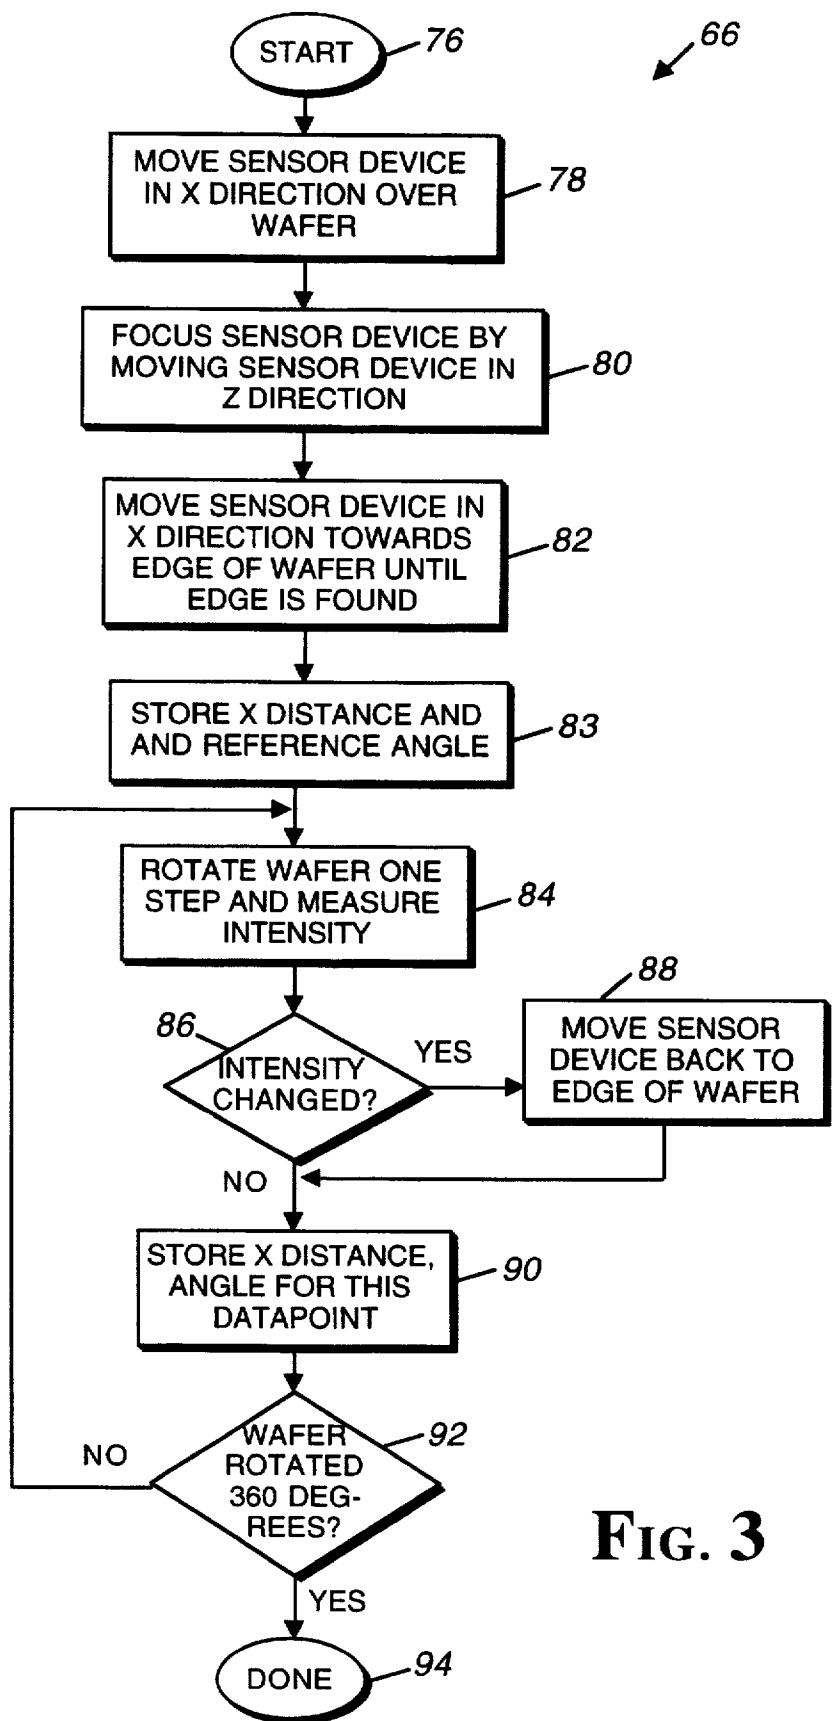 START
76
66
MOVE SENSOR DEVICE
IN X DIRECTION OVER
WAFER
78
FOCUS SENSOR DEVICE BY
MOVING SENSOR DEVICE IN
Z DIRECTION
80
MOVE SENSOR DEVICE IN
X DIRECTION TOWARDS
EDGE OF WAFER UNTIL
EDGE IS FOUND
82
STORE X DISTANCE AND
AND REFERENCE ANGLE
83
ROTATE WAFER ONE
STEP AND MEASURE
INTENSITY
84
86
INTENSITY
CHANGED?
YES
88
MOVE SENSOR
DEVICE BACK TO
EDGE OF WAFER
NO
STORE X DISTANCE,
ANGLE FOR THIS
DATAPOINT
90
WAFER
ROTATED
360 DEG-
REES?
92
NO
YES
DONE
94
FIG. 3